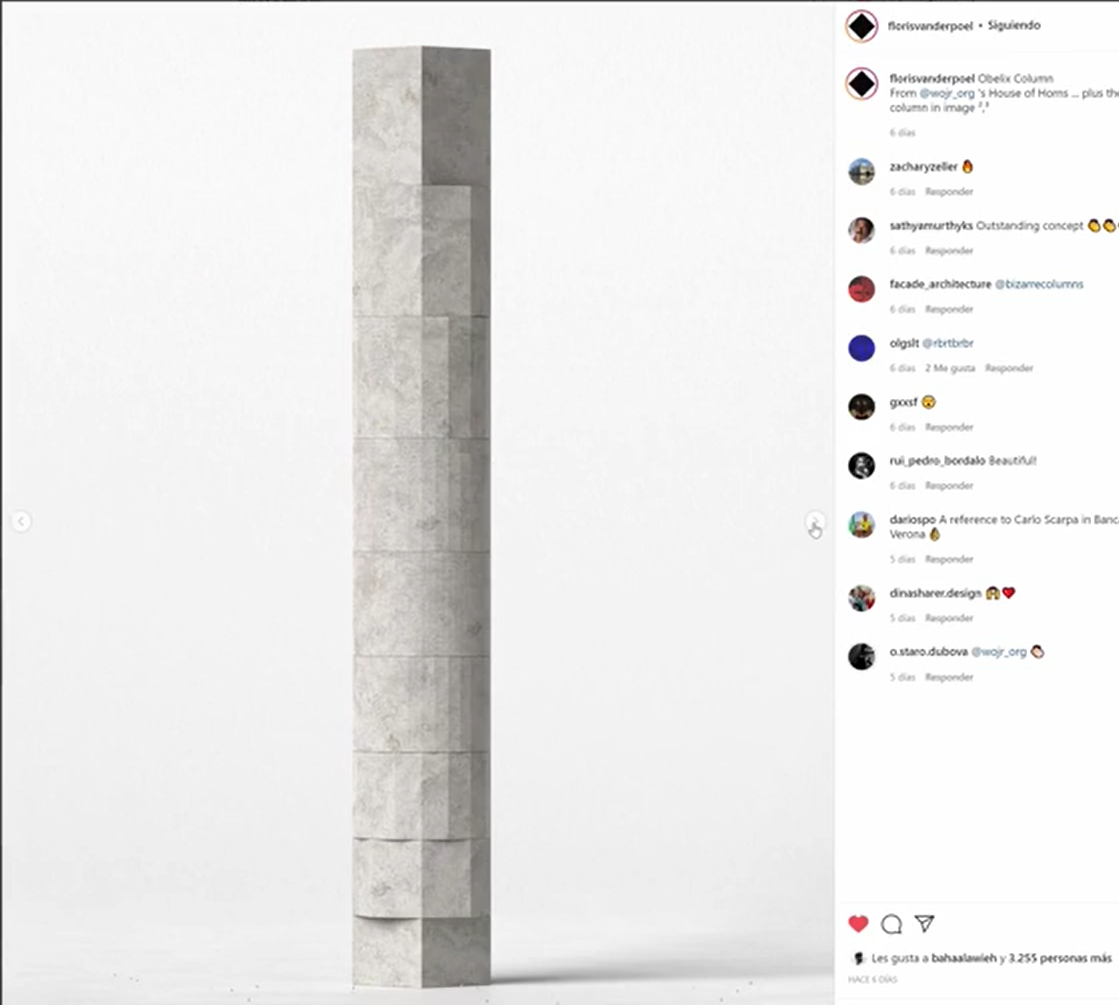 florisvanderpoel • Siguiendo
florisvanderpoel Obelix Column
From @wojr_org 's House of Horns ... plus the
column in image
6 días
zacharyzeller 🔥
6 días Responder
sathyamurthyks Outstanding concept 👏👏
6 días Responder
facade_architecture @bizarrecolumns
6 días Responder
olgslt @rbrtbrbr
6 días 2 Me gusta Responder
gxxsf 😮
6 días Responder
rui_pedro_bordalo Beautiful!
6 días Responder
dariospo A reference to Carlo Scarpa in Banc
Verona
5 días Responder
dinasharer.design ❤️
5 días Responder
o.staro.dubova @wojr_org
5 días Responder
Les gusta a bahaalawieh y 3.255 personas más
HACE 6 DÍAS